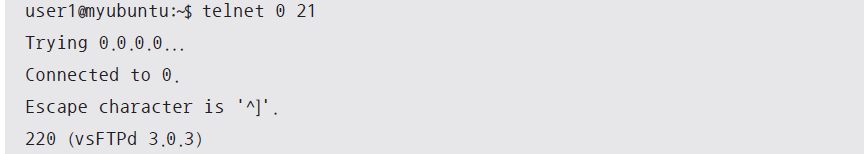 user1@myubuntu:~$ telnet 0 21
Trying 0.0.0.0...
Connected to 0.
Escape character is '^]'.
220 (vsFTPd 3.0.3)